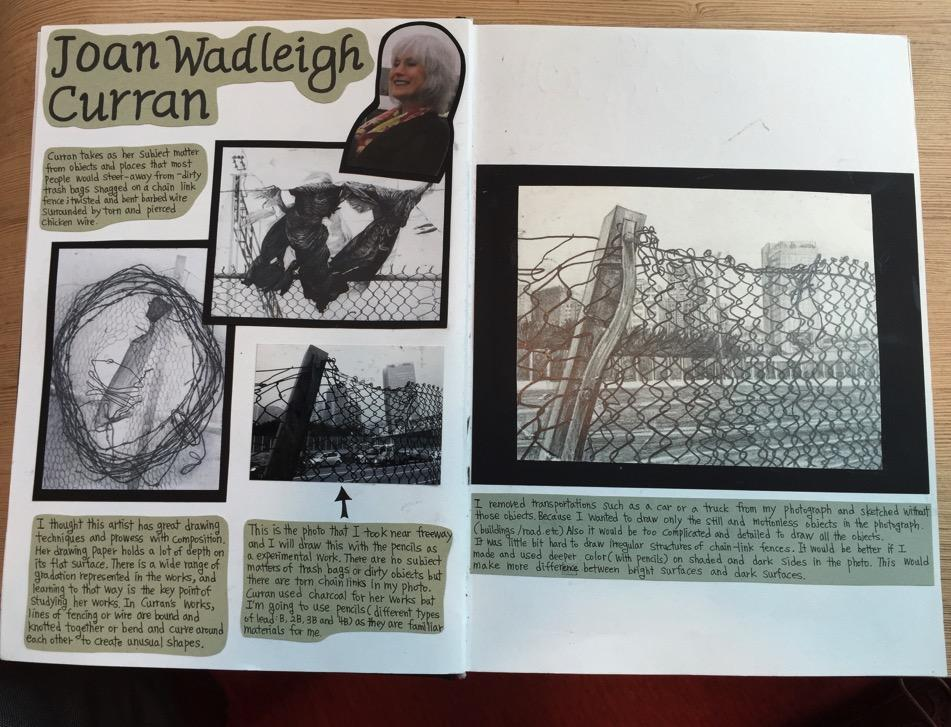 Joan Wadleigh
Curran
Curran takes as her subject matter
from objects and places that most
people would steer-away from-dirty
trash bags snagged on a chain link
fence; twisted and bent barbed wire
surrounded by torn and pierced
chicken wire.
I thought this artist has great drawing
techniques and prowess with composition.
Her drawing paper holds a lot of depth on
its flat surface. There is a wide range of
gradation represented in the works, and
learning to that way is the key point of
studying her works. In Curran's works,
lines of fencing or wire are bound and
knotted together or bend and curve around
each other to create unusual shapes.
This is the photo that I took near freeway
and I will draw this with the pencils as
a experimental work. There are no subject
matters of trash bags or dirty objects but
there are torn chain links in my photo.
Curran used charcoal for her works but
I'm going to use pencils (different types
of lead: B, 2B, 3B and 4B) as they are familiar
materials for me.
I removed transportations such as a car or a truck from my photograph and sketched without
those objects. Because I wanted to draw only the still and motionless objects in the photograph.
(buildings/road, etc) Also it would be too complicated and detailed to draw all the objects.
It was little bit hard to draw irregular structures of chain-link fences. It would be better if I
made and used deeper color (with pencils) on shaded and dark sides in the photo. This would
make more difference between bright surfaces and dark surfaces.